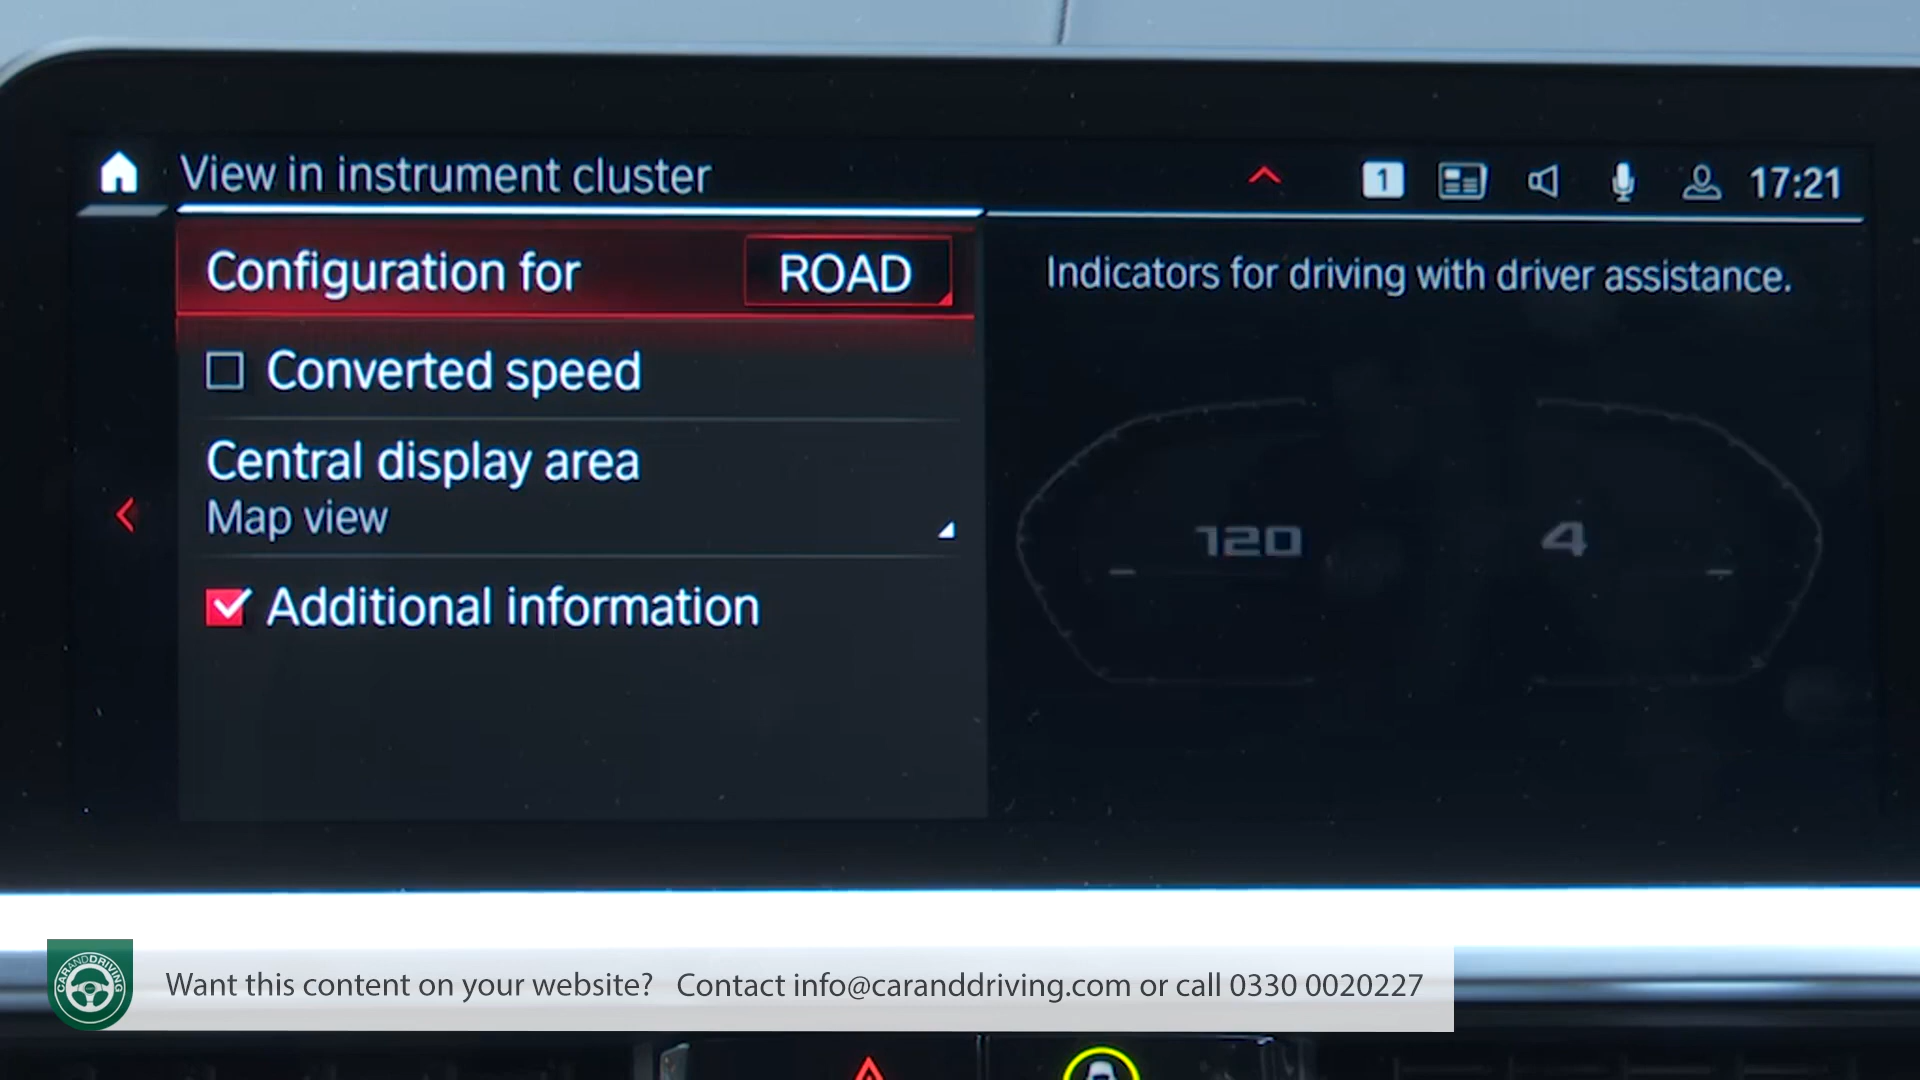 View in instrument cluster
1
17:21
Configuration for ROAD
Indicators for driving with driver assistance.
Converted speed
Central display area
Map view
120
4
Additional information
CARANDDRIVING
Want this content on your website? Contact info@caranddriving.com or call 0330 0020227